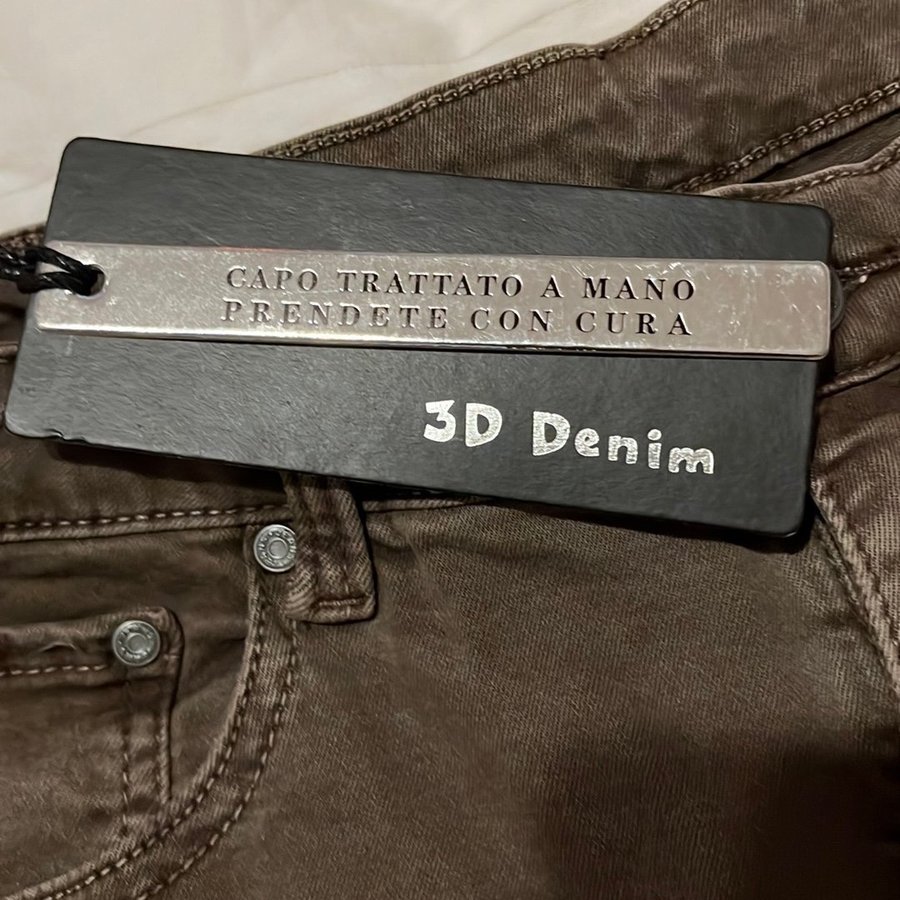 CAPO TRATTATO A MANO
PRENDETE CON CURA
3D Denim